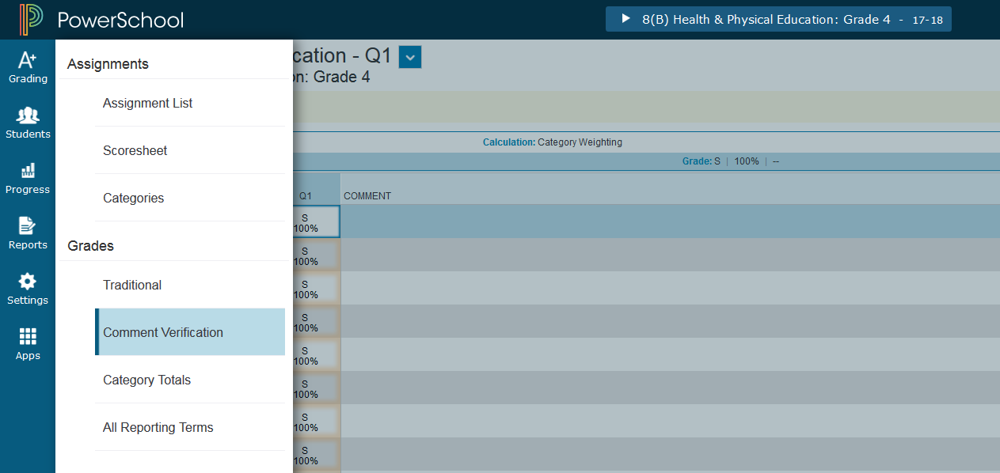 PowerSchool
8(B) Health & Physical Education: Grade 4 - 17-18
Grading
Students
Progress
Reports
Settings
Apps
Assignments
Assignment List
Scoresheet
Categories
Grades
Traditional
Comment Verification
Category Totals
All Reporting Terms
cation - Q1
on: Grade 4
Calculation: Category Weighting
Grade: S | 100% | --
Q1 COMMENT
S
100%
S
100%
S
100%
S
100%
S
100%
S
100%
S
100%
S
100%